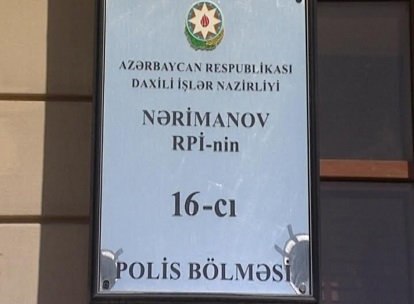 AZƏRBAYCAN RESPUBLİKASI
DAXİLİ İŞLƏR NAZİRLİYİ
NƏRİMANOV
RPİ-nin
16-cı
POLİS BÖLMƏSİ